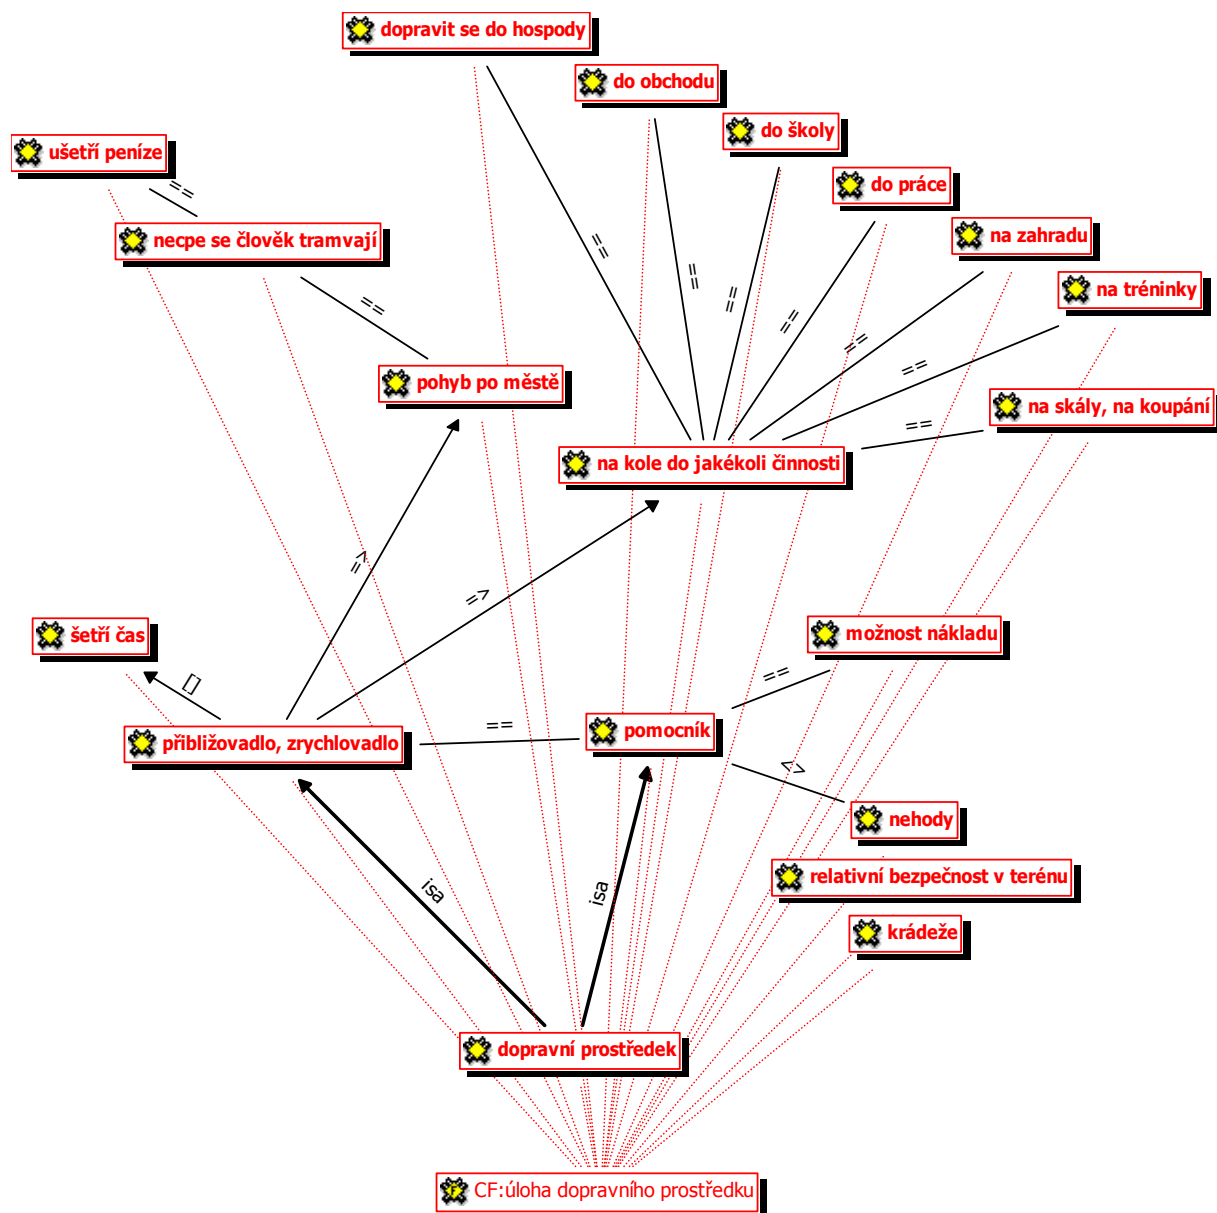 dopravit se do hospody
do obchodu
do školy
ušetří peníze
do práce
==
necpe se člověk tramvají
na zahradu
==
na tréninky
==
==
==
==
==
==
pohyb po městě
na skály, na koupání
==
na kole do jakékoli činnosti
=>
=>
šetří čas
možnost nákladu
[]
==
přibližovadlo, zrychlovadlo
==
pomocník
<>
nehody
relativní bezpečnost v terénu
isa
isa
krádeže
dopravní prostředek
CF:úloha dopravního prostředku